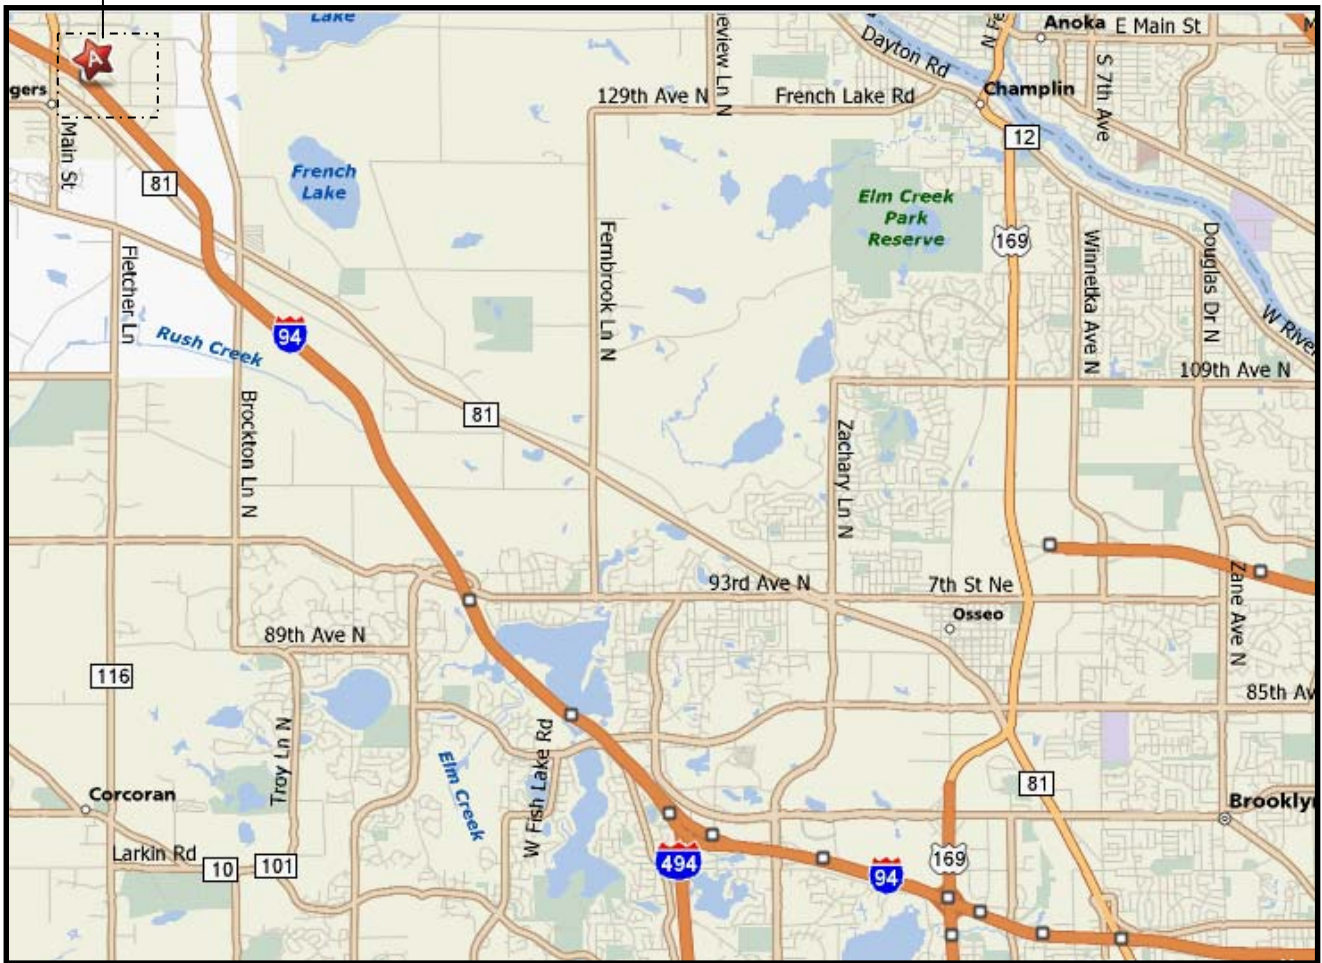 Lake
Anoka
E Main St
Dayton Rd
S 7th Ave
A
gers
129th Ave N
French Lake Rd
Champlin
12
Main St
81
French
Lake
Elm Creek
Park
Reserve
169
Fletcher Ln
Fernbrook Ln N
Winnetka Ave N
Douglas Dr N
W River
Rush Creek
94
109th Ave N
Brockton Ln N
81
Zachary Ln N
93rd Ave N
7th St Ne
Osseo
Zane Ave N
89th Ave N
116
85th Av
Troy Ln N
W Fish Lake Rd
Elm Creek
Corcoran
81
Brookly
Larkin Rd
10
101
494
94
169